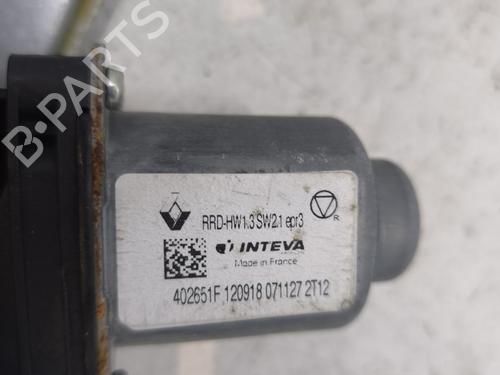 B-PARTS
RRD-HW1.3 SW2.1 epr3
R
INTEVA
Made in France
402651F 120918 071127 2T12